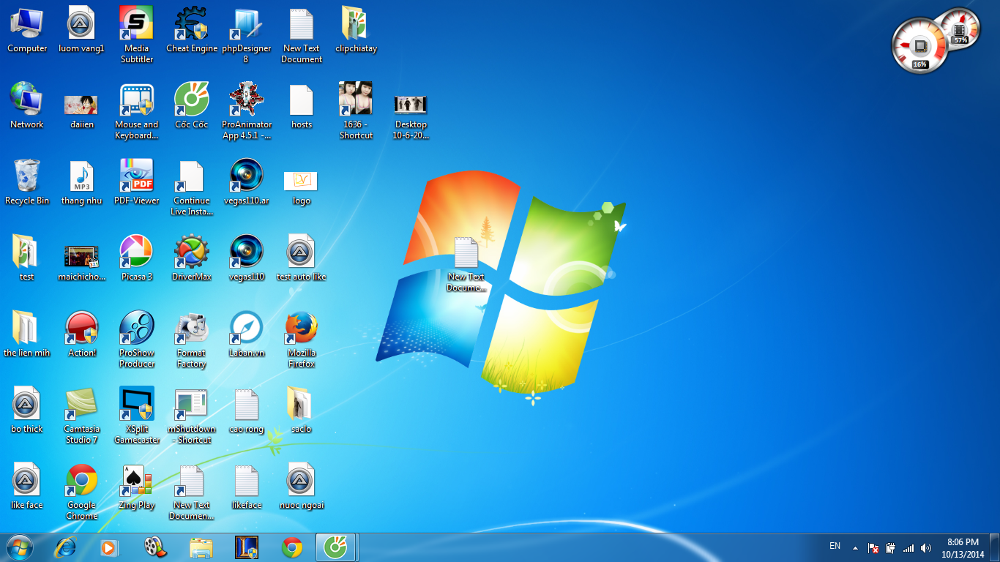 Computer
luom vang1
Media
Subtitler
Cheat Engine
phpDesigner
8
New Text
Document
clipchiatay
16%
57%
Network
đaiien
Mouse and
Keyboard...
Cốc Cốc
ProAnimator
App 4.5.1 -...
hosts
1636 -
Shortcut
Desktop
10-6-20...
Recycle Bin
MP3
thang nhu
PDF
PDF-Viewer
Continue
Live Insta...
vegas110.ar
logo
test
maichicho...
Picasa 3
DriverMax
vegas110
test auto like
New Text
Docume...
the lien mih
Action!
ProShow
Producer
Format
Factory
Laban.vn
Mozilla
Firefox
bo thick
Camtasia
Studio 7
XSplit
Gamecaster
mShutdown
- Shortcut
cao rong
saclo
like face
Google
Chrome
Zing Play
New Text
Documen...
likeface
nuoc ngoai
EN
8:06 PM
10/13/2014